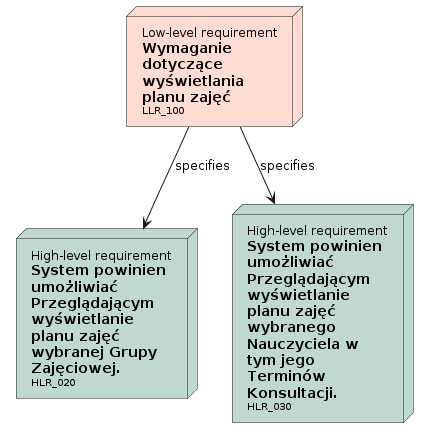 Low-level requirement
Wymaganie
dotyczące
wyświetlania
planu zajęć
LLR_100
specifies
specifies
High-level requirement
System powinien
umożliwiać
Przeglądającym
wyświetlanie
planu zajęć
wybranej Grupy
Zajęciowej.
HLR_020
High-level requirement
System powinien
umożliwiać
Przeglądającym
wyświetlanie
planu zajęć
wybranego
Nauczyciela w
tym jego
Terminów
Konsultacji.
HLR_030